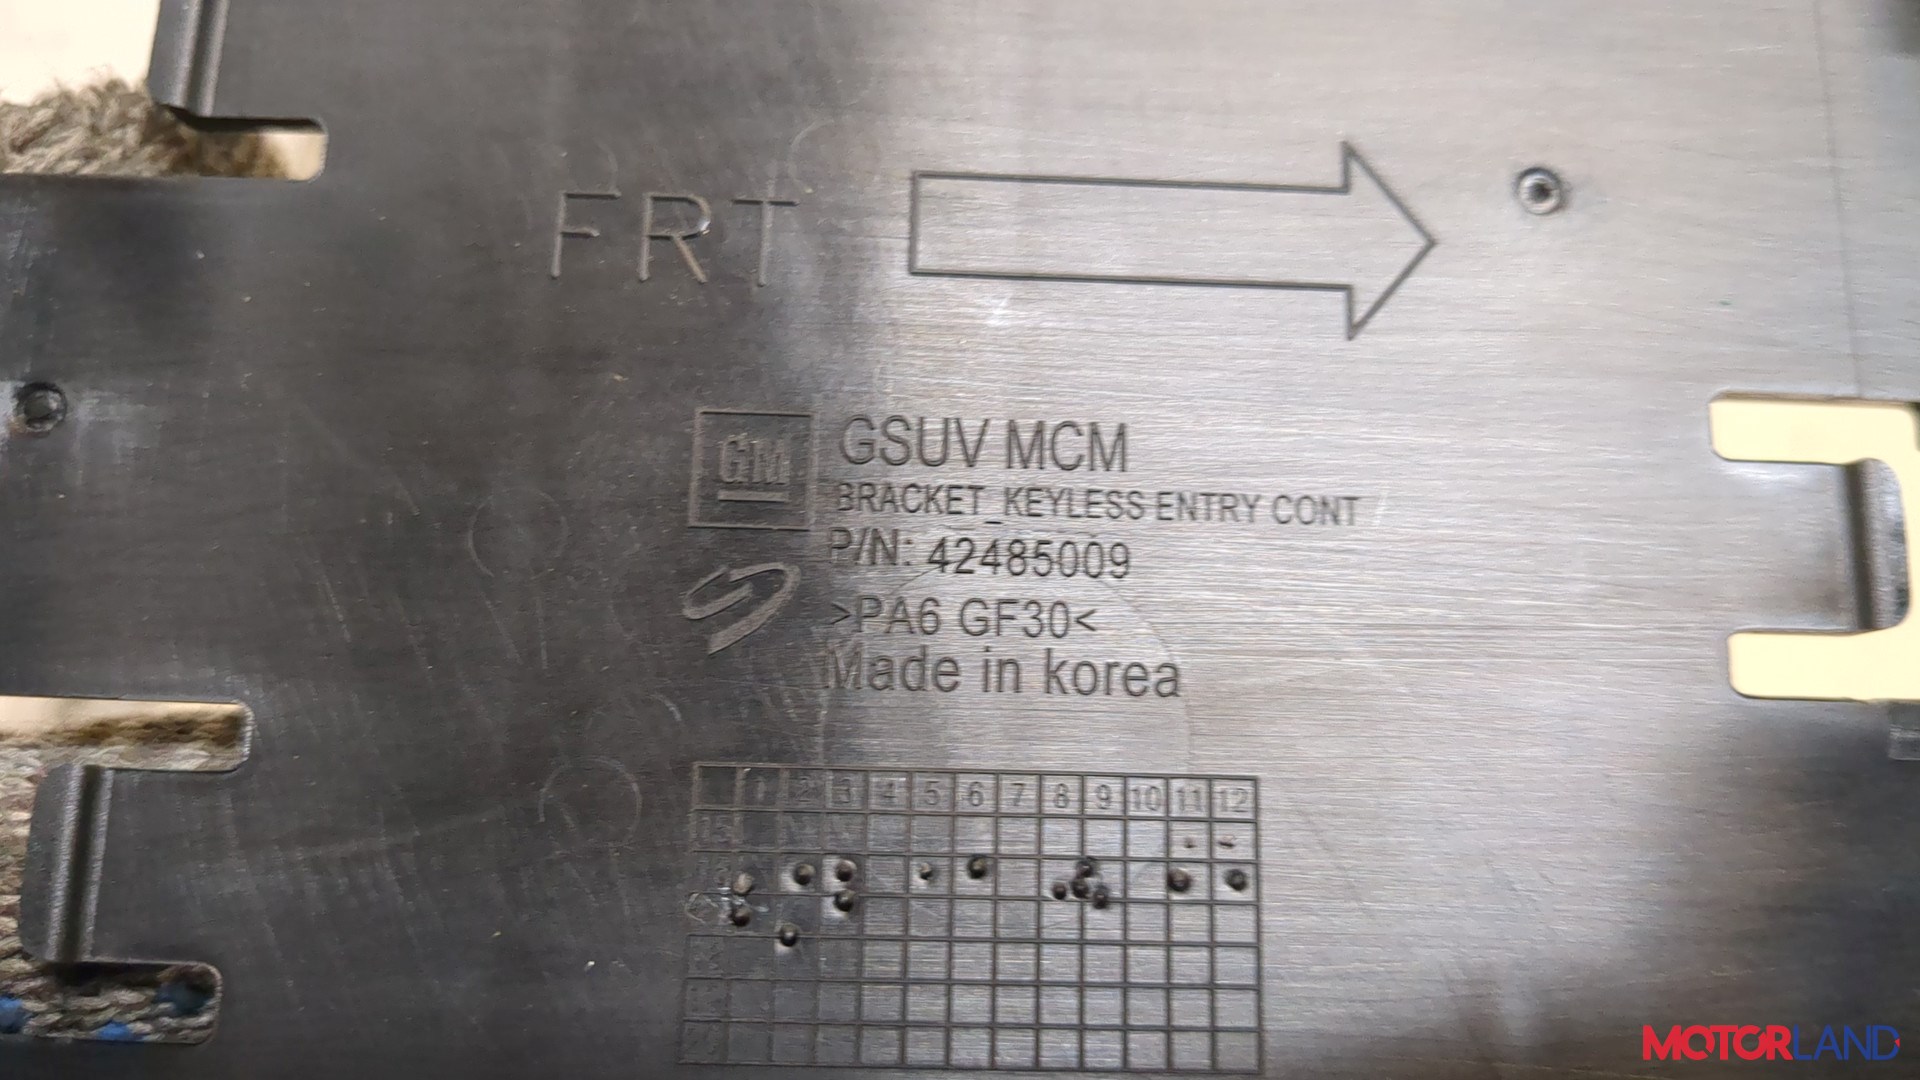 FRT
GM
GSUV MCM
BRACKET_KEYLESS ENTRY CONT
P/N: 42485009
>PA6 GF30<
Made in korea
1 2 3 4 5 6 7 8 9 10 11 12
15
MOTORLAND